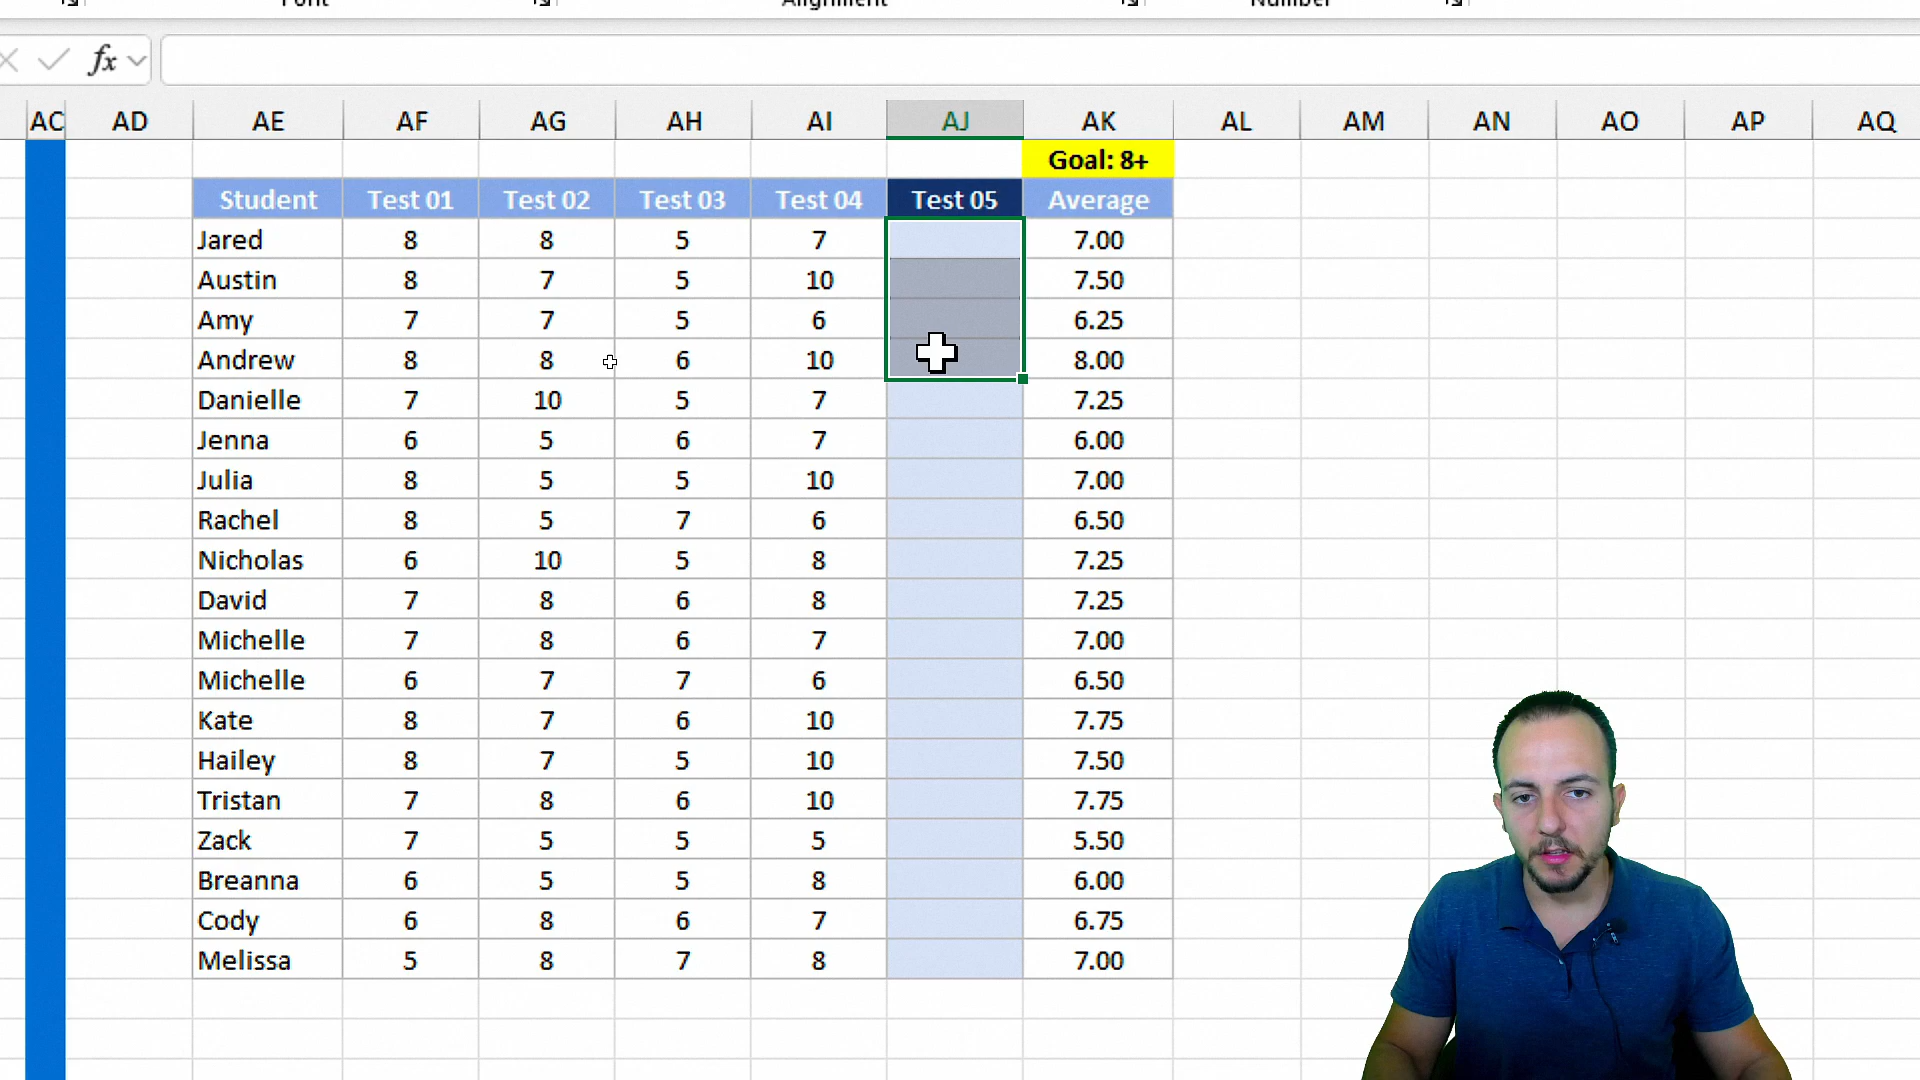 Font Alignment Number
fx
AC AD AE AF AG AH AI AJ AK AL AM AN AO AP AQ
Goal: 8+
Student Test 01 Test 02 Test 03 Test 04 Test 05 Average
Jared 8 8 5 7 7.00
Austin 8 7 5 10 7.50
Amy 7 7 5 6 6.25
Andrew 8 8 6 10 8.00
Danielle 7 10 5 7 7.25
Jenna 6 5 6 7 6.00
Julia 8 5 5 10 7.00
Rachel 8 5 7 6 6.50
Nicholas 6 10 5 8 7.25
David 7 8 6 8 7.25
Michelle 7 8 6 7 7.00
Michelle 6 7 7 6 6.50
Kate 8 7 6 10 7.75
Hailey 8 7 5 10 7.50
Tristan 7 8 6 10 7.75
Zack 7 5 5 5 5.50
Breanna 6 5 5 8 6.00
Cody 6 8 6 7 6.75
Melissa 5 8 7 8 7.00